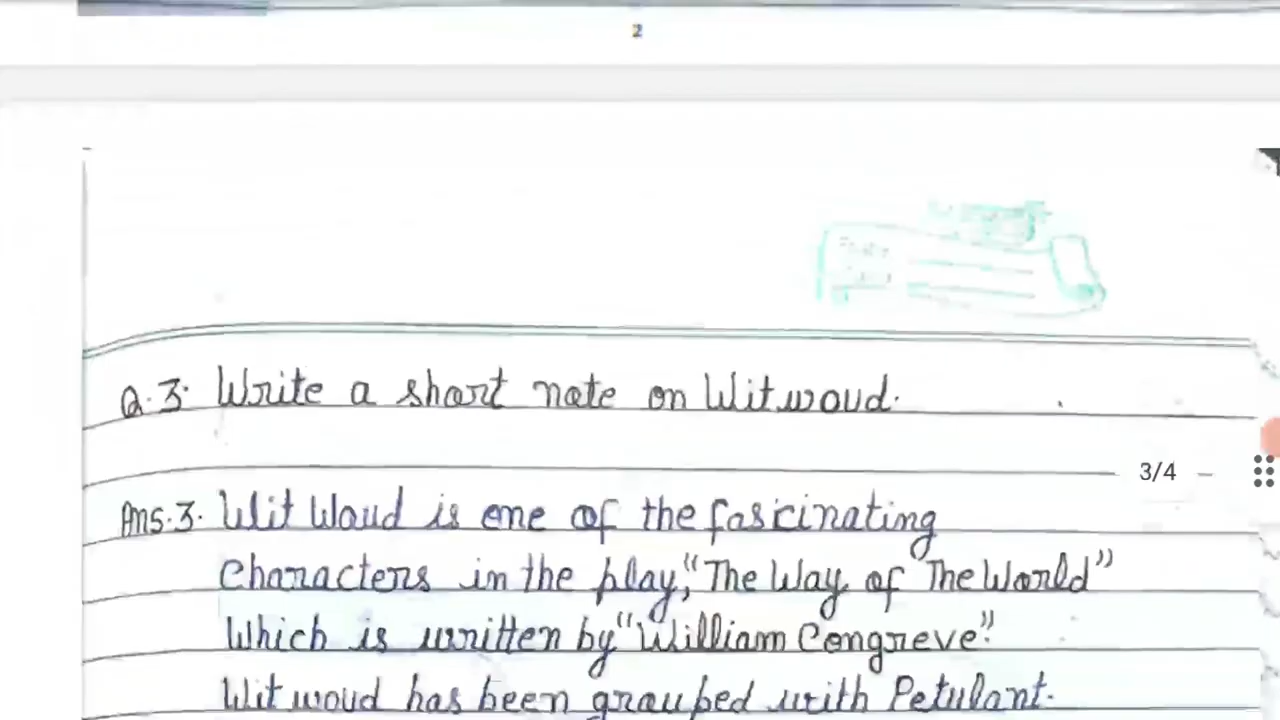 2
Q.3. Write a short note on Witwoud.
3/4
Ans.3. Wit Woud is one of the fascinating
characters in the play, "The Way of The World"
Which is written by "William Congreve".
Wit woud has been grouped with Petulant.